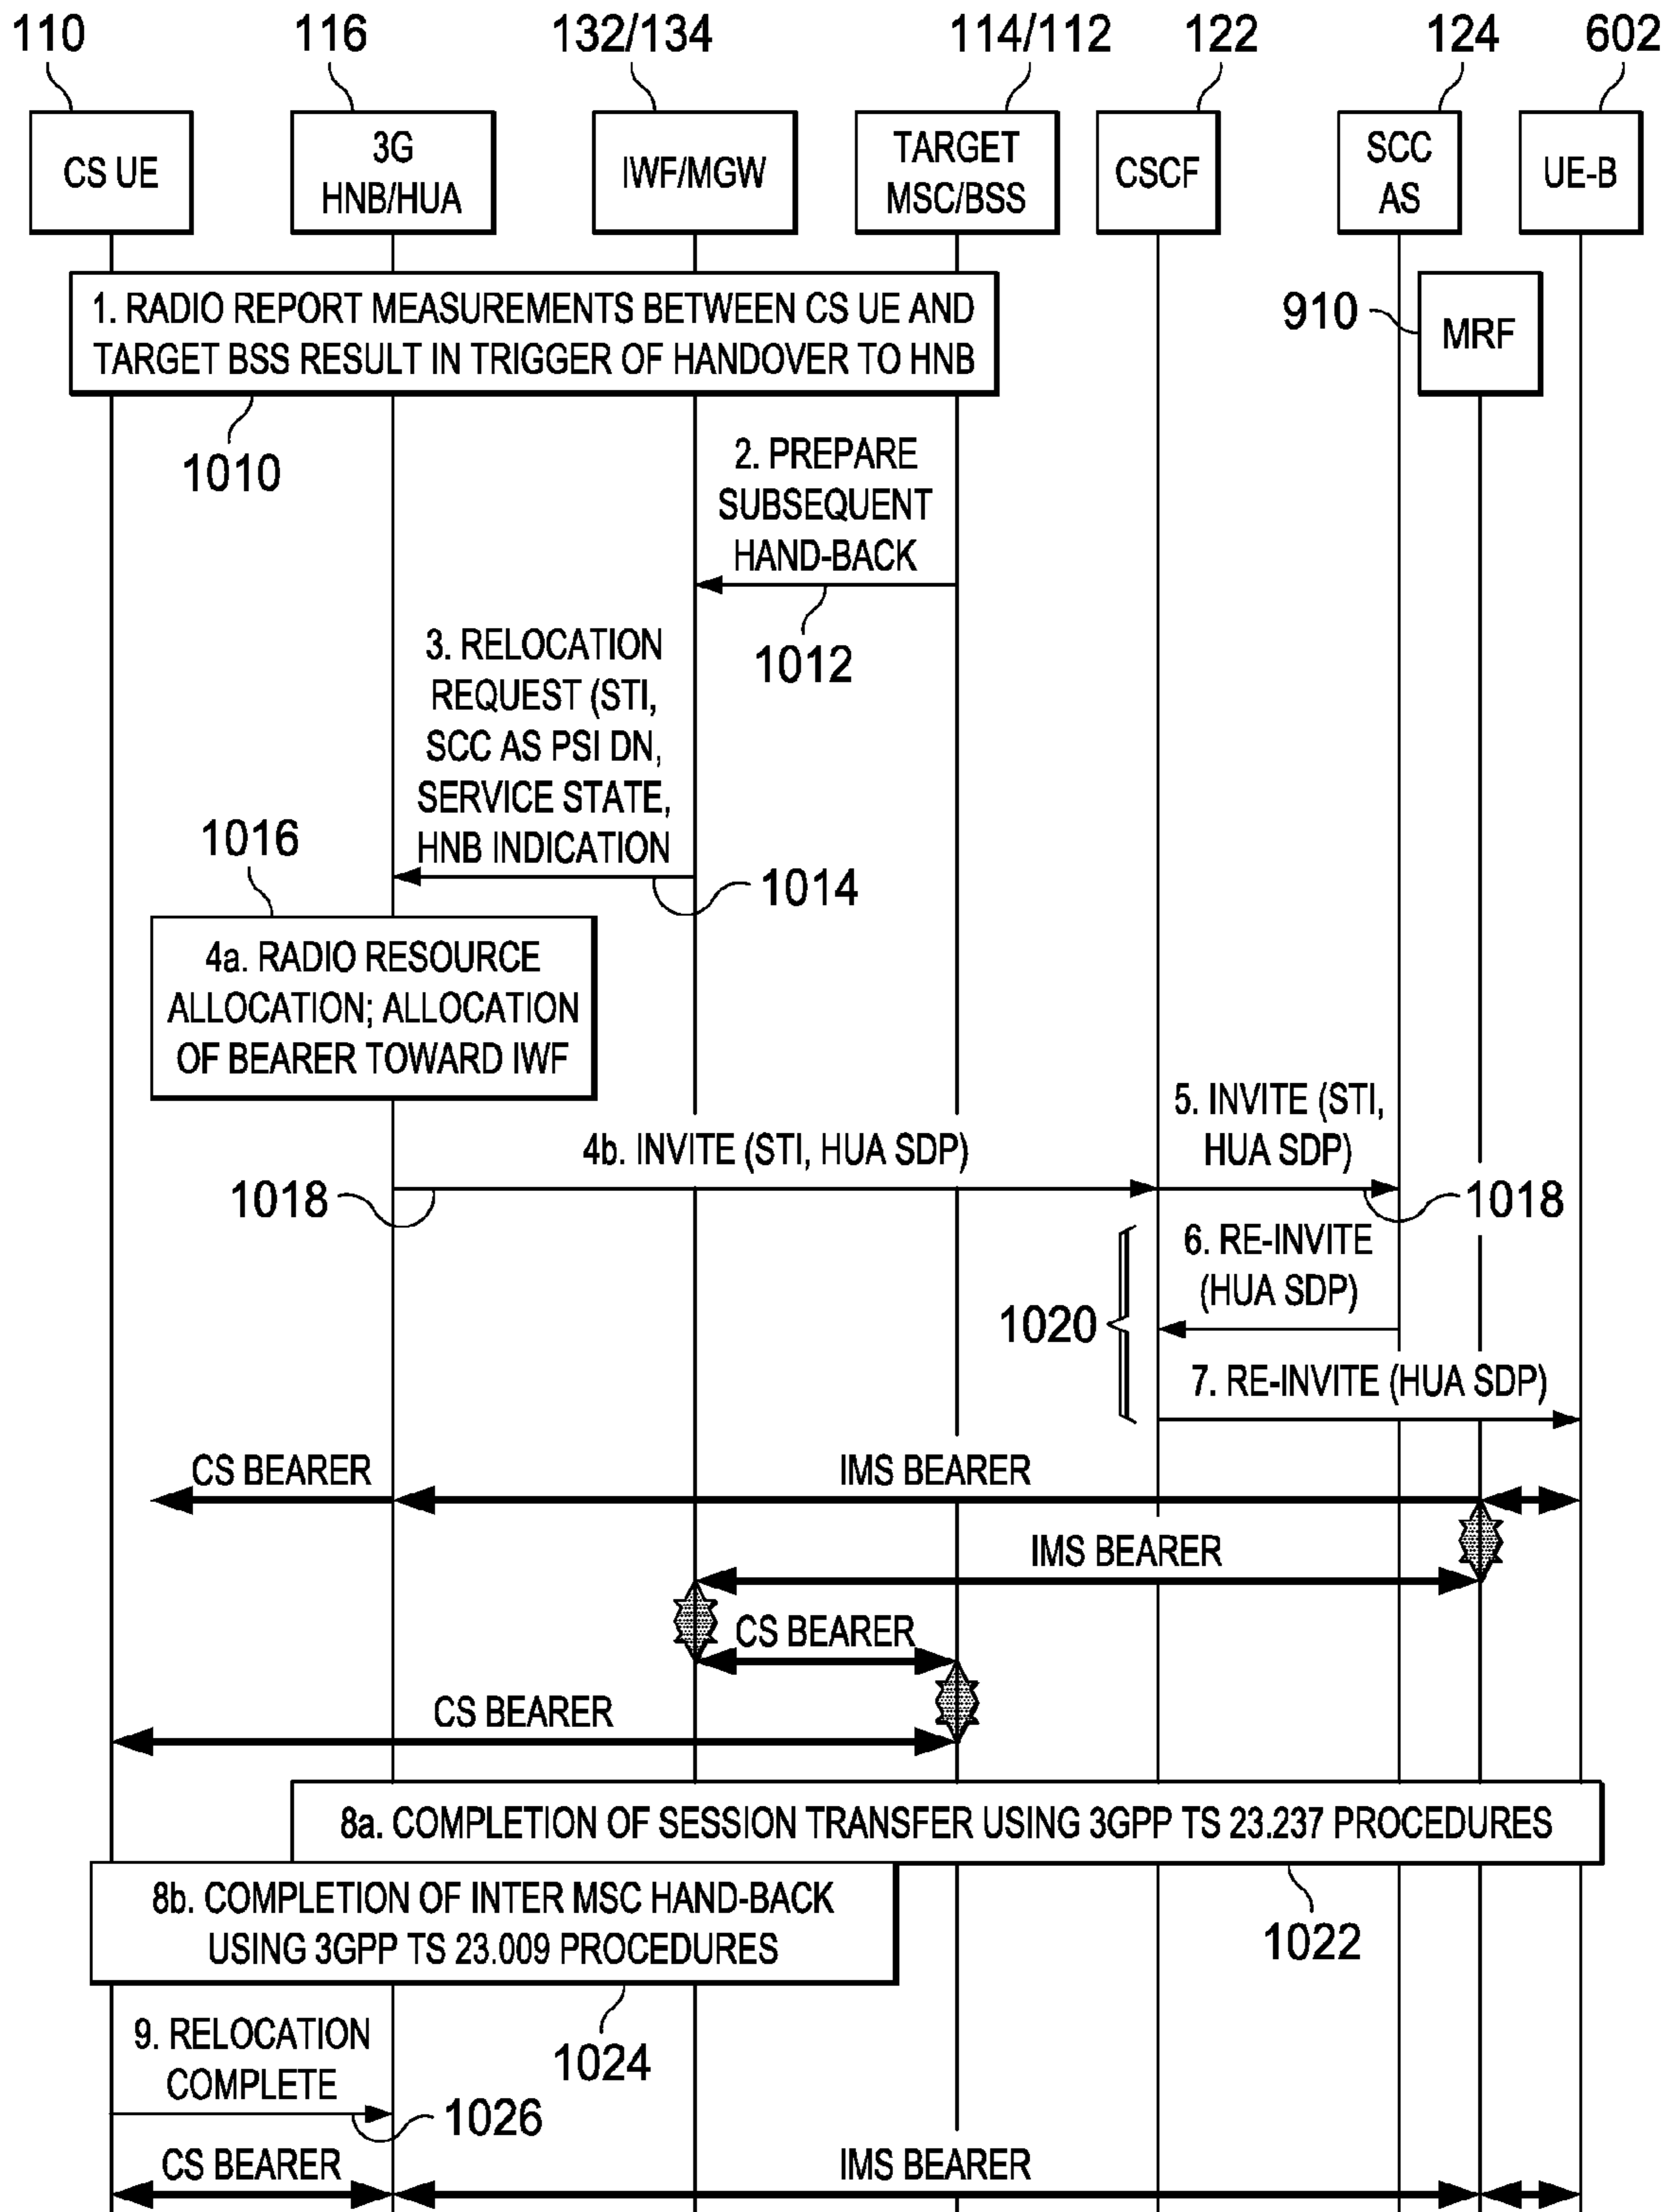 110
116
132/134
114/112
122
124
602
CS UE
3G
HNB/HUA
IWF/MGW
TARGET
MSC/BSS
CSCF
SCC
AS
UE-B
1. RADIO REPORT MEASUREMENTS BETWEEN CS UE AND
TARGET BSS RESULT IN TRIGGER OF HANDOVER TO HNB
910
MRF
1010
2. PREPARE
SUBSEQUENT
HAND-BACK
1012
3. RELOCATION
REQUEST (STI,
SCC AS PSI DN,
SERVICE STATE,
HNB INDICATION
1014
1016
4a. RADIO RESOURCE
ALLOCATION; ALLOCATION
OF BEARER TOWARD IWF
4b. INVITE (STI, HUA SDP)
1018
5. INVITE (STI,
HUA SDP)
1018
6. RE-INVITE
(HUA SDP)
1020
7. RE-INVITE (HUA SDP)
CS BEARER
IMS BEARER
IMS BEARER
CS BEARER
CS BEARER
8a. COMPLETION OF SESSION TRANSFER USING 3GPP TS 23.237 PROCEDURES
1022
8b. COMPLETION OF INTER MSC HAND-BACK
USING 3GPP TS 23.009 PROCEDURES
1024
9. RELOCATION
COMPLETE
1026
CS BEARER
IMS BEARER